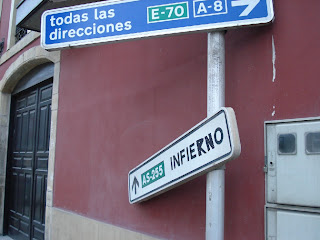 todas las E-70 A-8
direcciones
AS-255 INFIERNO